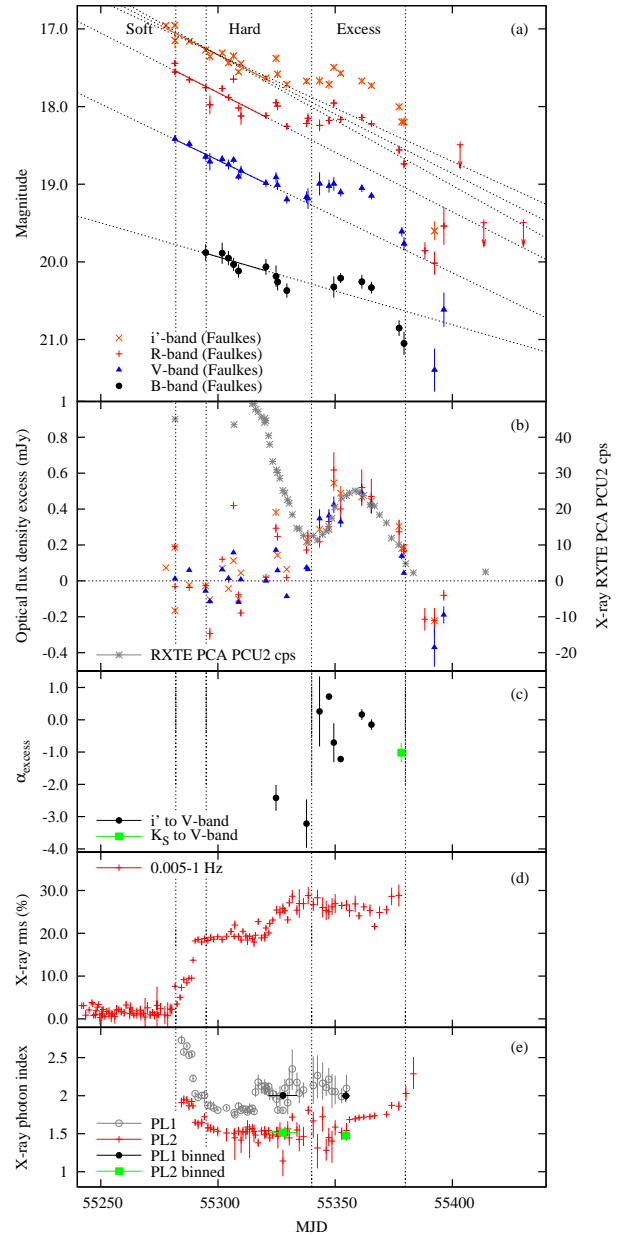 Soft Hard Excess (a)
17.0
18.0
19.0
20.0
21.0
Magnitude
i'-band (Faulkes)
R-band (Faulkes)
V-band (Faulkes)
B-band (Faulkes)
(b)
1
0.8
0.6
0.4
0.2
0
-0.2
-0.4
Optical flux density excess (mJy)
40
30
20
10
0
-10
-20
X-ray RXTE PCA PCU2 cps
RXTE PCA PCU2 cps
(c)
1.0
0.0
-1.0
-2.0
-3.0
-4.0
αexcess
i' to V-band
KS to V-band
0.005-1 Hz (d)
30.0
20.0
10.0
0.0
X-ray rms (%)
(e)
2.5
2
1.5
1
X-ray photon index
PL1
PL2
PL1 binned
PL2 binned
55250 55300 55350 55400
MJD